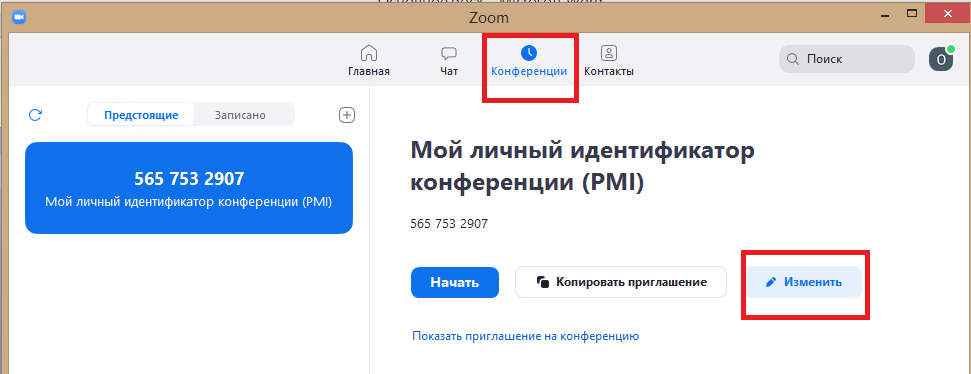 Zoom
Главная
Чат
Конференции
Контакты
Поиск
О
Предстоящие
Записано
565 753 2907
Мой личный идентификатор конференции (PMI)
Мой личный идентификатор
конференции (PMI)
565 753 2907
Начать
Копировать приглашение
Изменить
Показать приглашение на конференцию